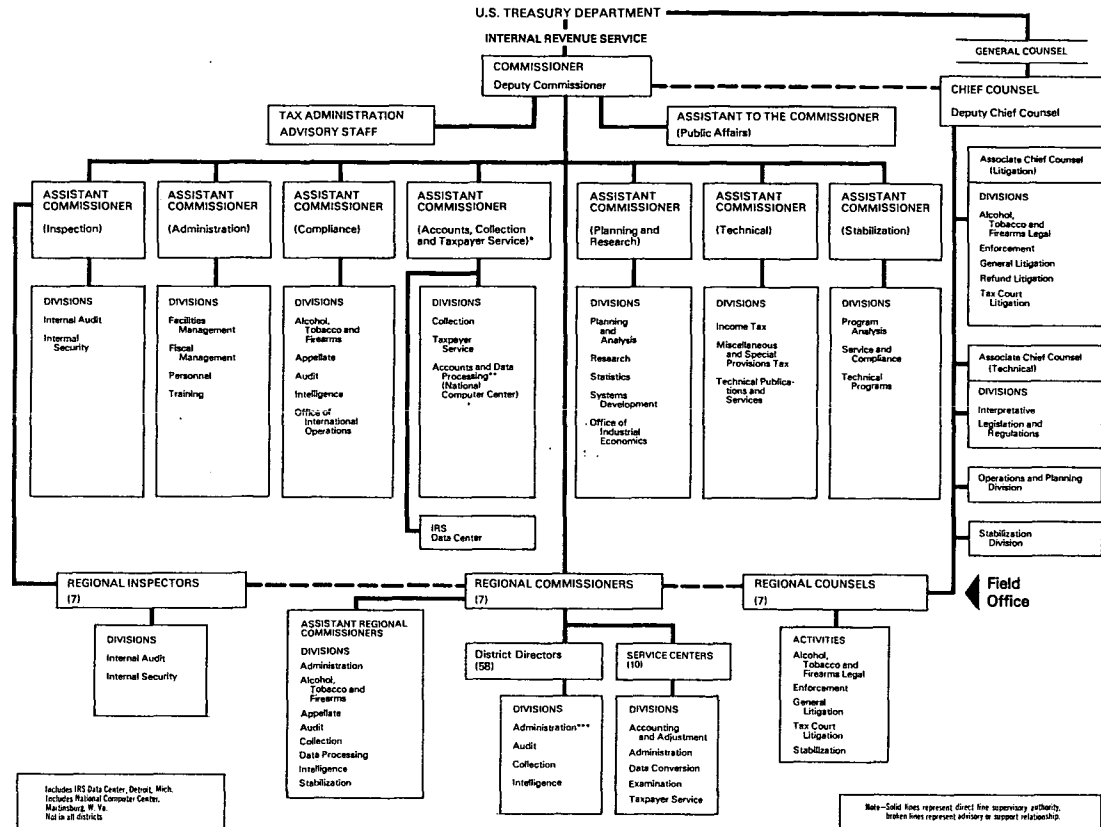 U.S. TREASURY DEPARTMENT
INTERNAL REVENUE SERVICE
GENERAL COUNSEL
COMMISSIONER
Deputy Commissioner
CHIEF COUNSEL
Deputy Chief Counsel
TAX ADMINISTRATION
ADVISORY STAFF
ASSISTANT TO THE COMMISSIONER
(Public Affairs)
ASSISTANT
COMMISSIONER
(Inspection)
ASSISTANT
COMMISSIONER
(Administration)
ASSISTANT
COMMISSIONER
(Compliance)
ASSISTANT
COMMISSIONER
(Accounts, Collection
and Taxpayer Service)*
ASSISTANT
COMMISSIONER
(Planning and
Research)
ASSISTANT
COMMISSIONER
(Technical)
ASSISTANT
COMMISSIONER
(Stabilization)
DIVISIONS
Internal Audit
Internal
Security
DIVISIONS
Facilities
Management
Fiscal
Management
Personnel
Training
DIVISIONS
Alcohol,
Tobacco and
Firearms
Appellate
Audit
Intelligence
Office of
International
Operations
DIVISIONS
Collection
Taxpayer
Service
Accounts and Data
Processing**
(National
Computer Center)
DIVISIONS
Planning
and
Analysis
Research
Statistics
Systems
Development
Office of
Industrial
Economics
DIVISIONS
Income Tax
Miscellaneous
and Special
Provisions Tax
Technical Publica-
tions and
Services
DIVISIONS
Program
Analysis
Service and
Compliance
Technical
Programs
Associate Chief Counsel
(Litigation)
DIVISIONS
Alcohol,
Tobacco and
Firearms Legal
Enforcement
General Litigation
Refund Litigation
Tax Court
Litigation
Associate Chief Counsel
(Technical)
DIVISIONS
Interpretative
Legislation and
Regulations
Operations and Planning
Division
Stabilization
Division
IRS
Data Center
REGIONAL INSPECTORS
(7)
REGIONAL COMMISSIONERS
(7)
REGIONAL COUNSELS
(7)
Field
Office
DIVISIONS
Internal Audit
Internal Security
ASSISTANT REGIONAL
COMMISSIONERS
DIVISIONS
Administration
Alcohol,
Tobacco and
Firearms
Appellate
Audit
Collection
Data Processing
Intelligence
Stabilization
District Directors
(58)
DIVISIONS
Administration***
Audit
Collection
Intelligence
SERVICE CENTERS
(10)
DIVISIONS
Accounting
and Adjustment
Administration
Data Conversion
Examination
Taxpayer Service
ACTIVITIES
Alcohol,
Tobacco and
Firearms Legal
Enforcement
General
Litigation
Tax Court
Litigation
Stabilization
Includes IRS Data Center, Detroit, Mich.
Includes National Computer Center,
Martinsburg, W. Va.
Not in all districts
Note—Solid lines represent direct line supervisory authority,
broken lines represent advisory or support relationship.